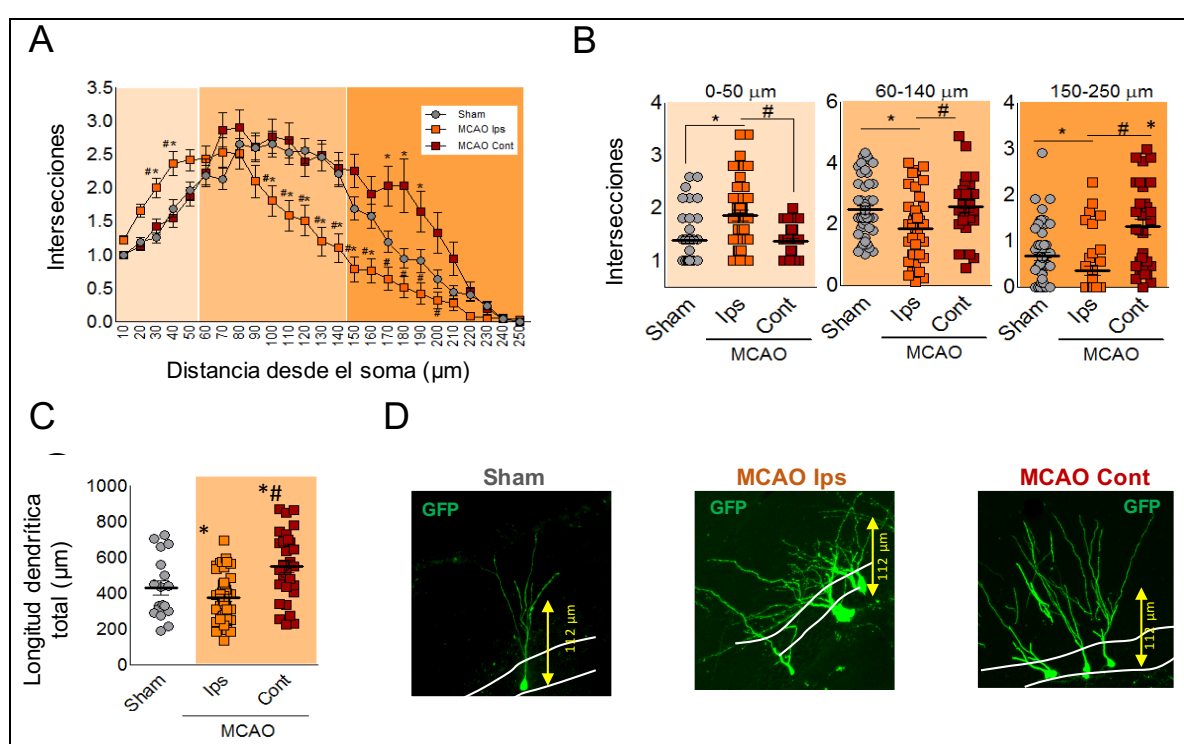 A
3.5
3.0
2.5
2.0
1.5
1.0
0.5
0.0
Intersecciones
Sham
MCAO Ips
MCAO Cont
#*
#*
#*
#*
#*
#*
#*
#*
#*
*
#
*
#
*
#
#
10
20
30
40
50
60
70
80
90
100
110
120
130
140
150
160
170
180
190
200
210
220
230
240
250
Distancia desde el soma (μm)
B
0-50 μm
60-140 μm
150-250 μm
Intersecciones
4
3
2
1
* #
6
4
2
0
* #
4
3
2
1
0
* # *
Sham
Ips
Cont
MCAO
Sham
Ips
Cont
MCAO
Sham
Ips
Cont
MCAO
C
Longitud dendrítica
total (μm)
1000
800
600
400
200
0
*
*#
Sham
Ips
Cont
MCAO
D
Sham
GFP
112 μm
MCAO Ips
GFP
112 μm
MCAO Cont
GFP
112 μm